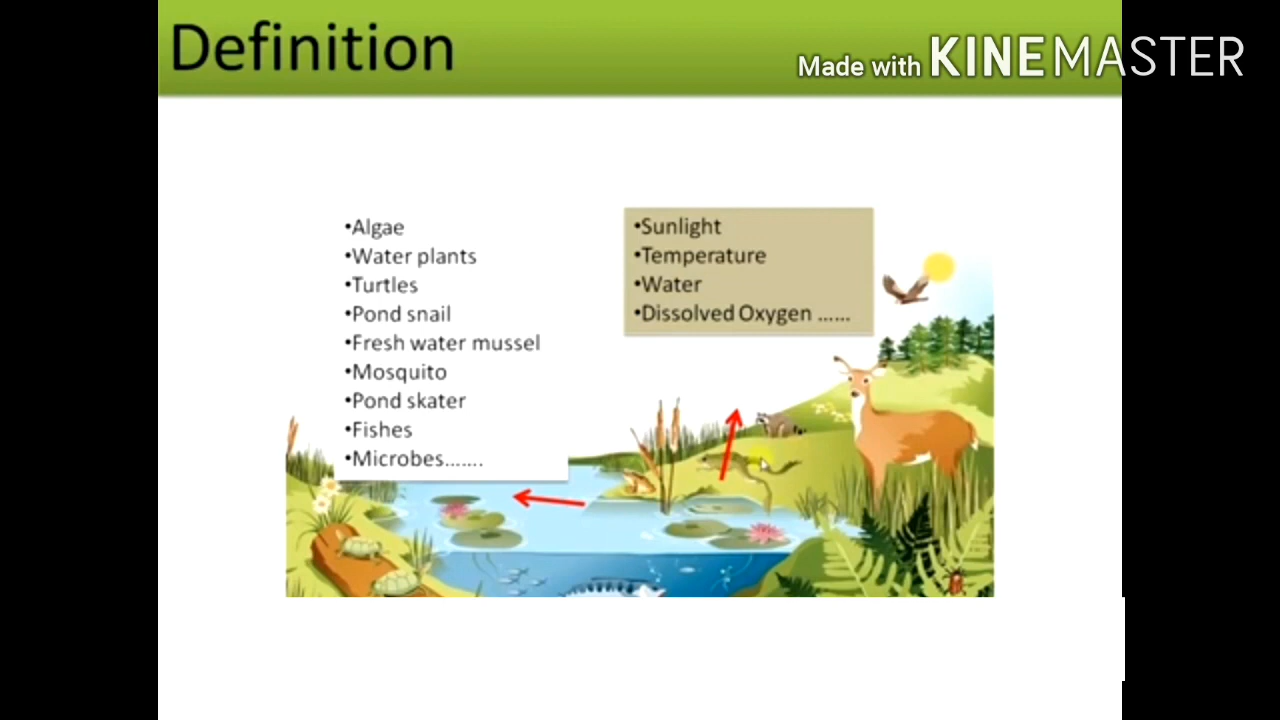 Definition
Made with KINEMASTER
•Algae
•Water plants
•Turtles
•Pond snail
•Fresh water mussel
•Mosquito
•Pond skater
•Fishes
•Microbes…….
•Sunlight
•Temperature
•Water
•Dissolved Oxygen ……